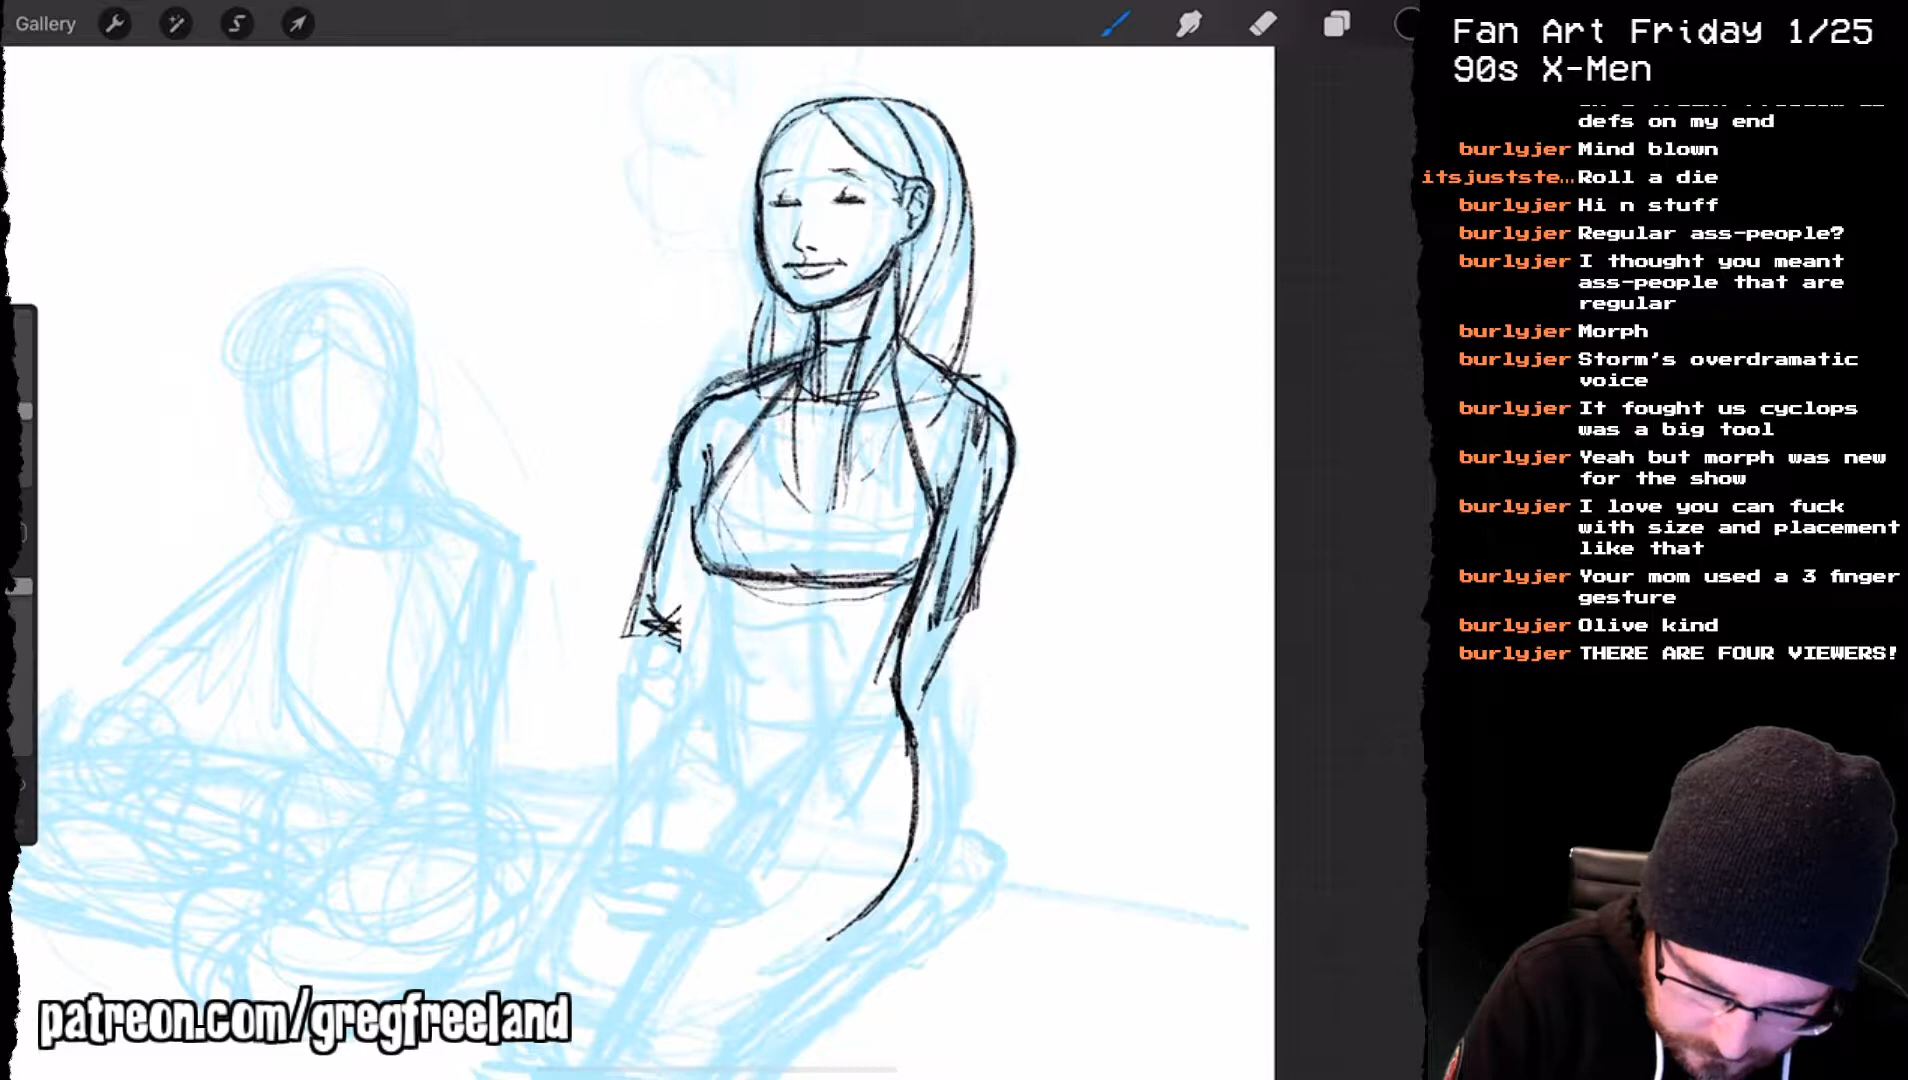 Gallery
Fan Art Friday 1/25
90s X-Men
defs on my end
burlyjer Mind blown
itsjustste… Roll a die
burlyjer Hi n stuff
burlyjer Regular ass-people?
burlyjer I thought you meant
ass-people that are
regular
burlyjer Morph
burlyjer Storm's overdramatic
voice
burlyjer It fought us cyclops
was a big tool
burlyjer Yeah but morph was new
for the show
burlyjer I love you can fuck
with size and placement
like that
burlyjer Your mom used a 3 finger
gesture
burlyjer Olive kind
burlyjer THERE ARE FOUR VIEWERS!
patreon.com/gregfreeland